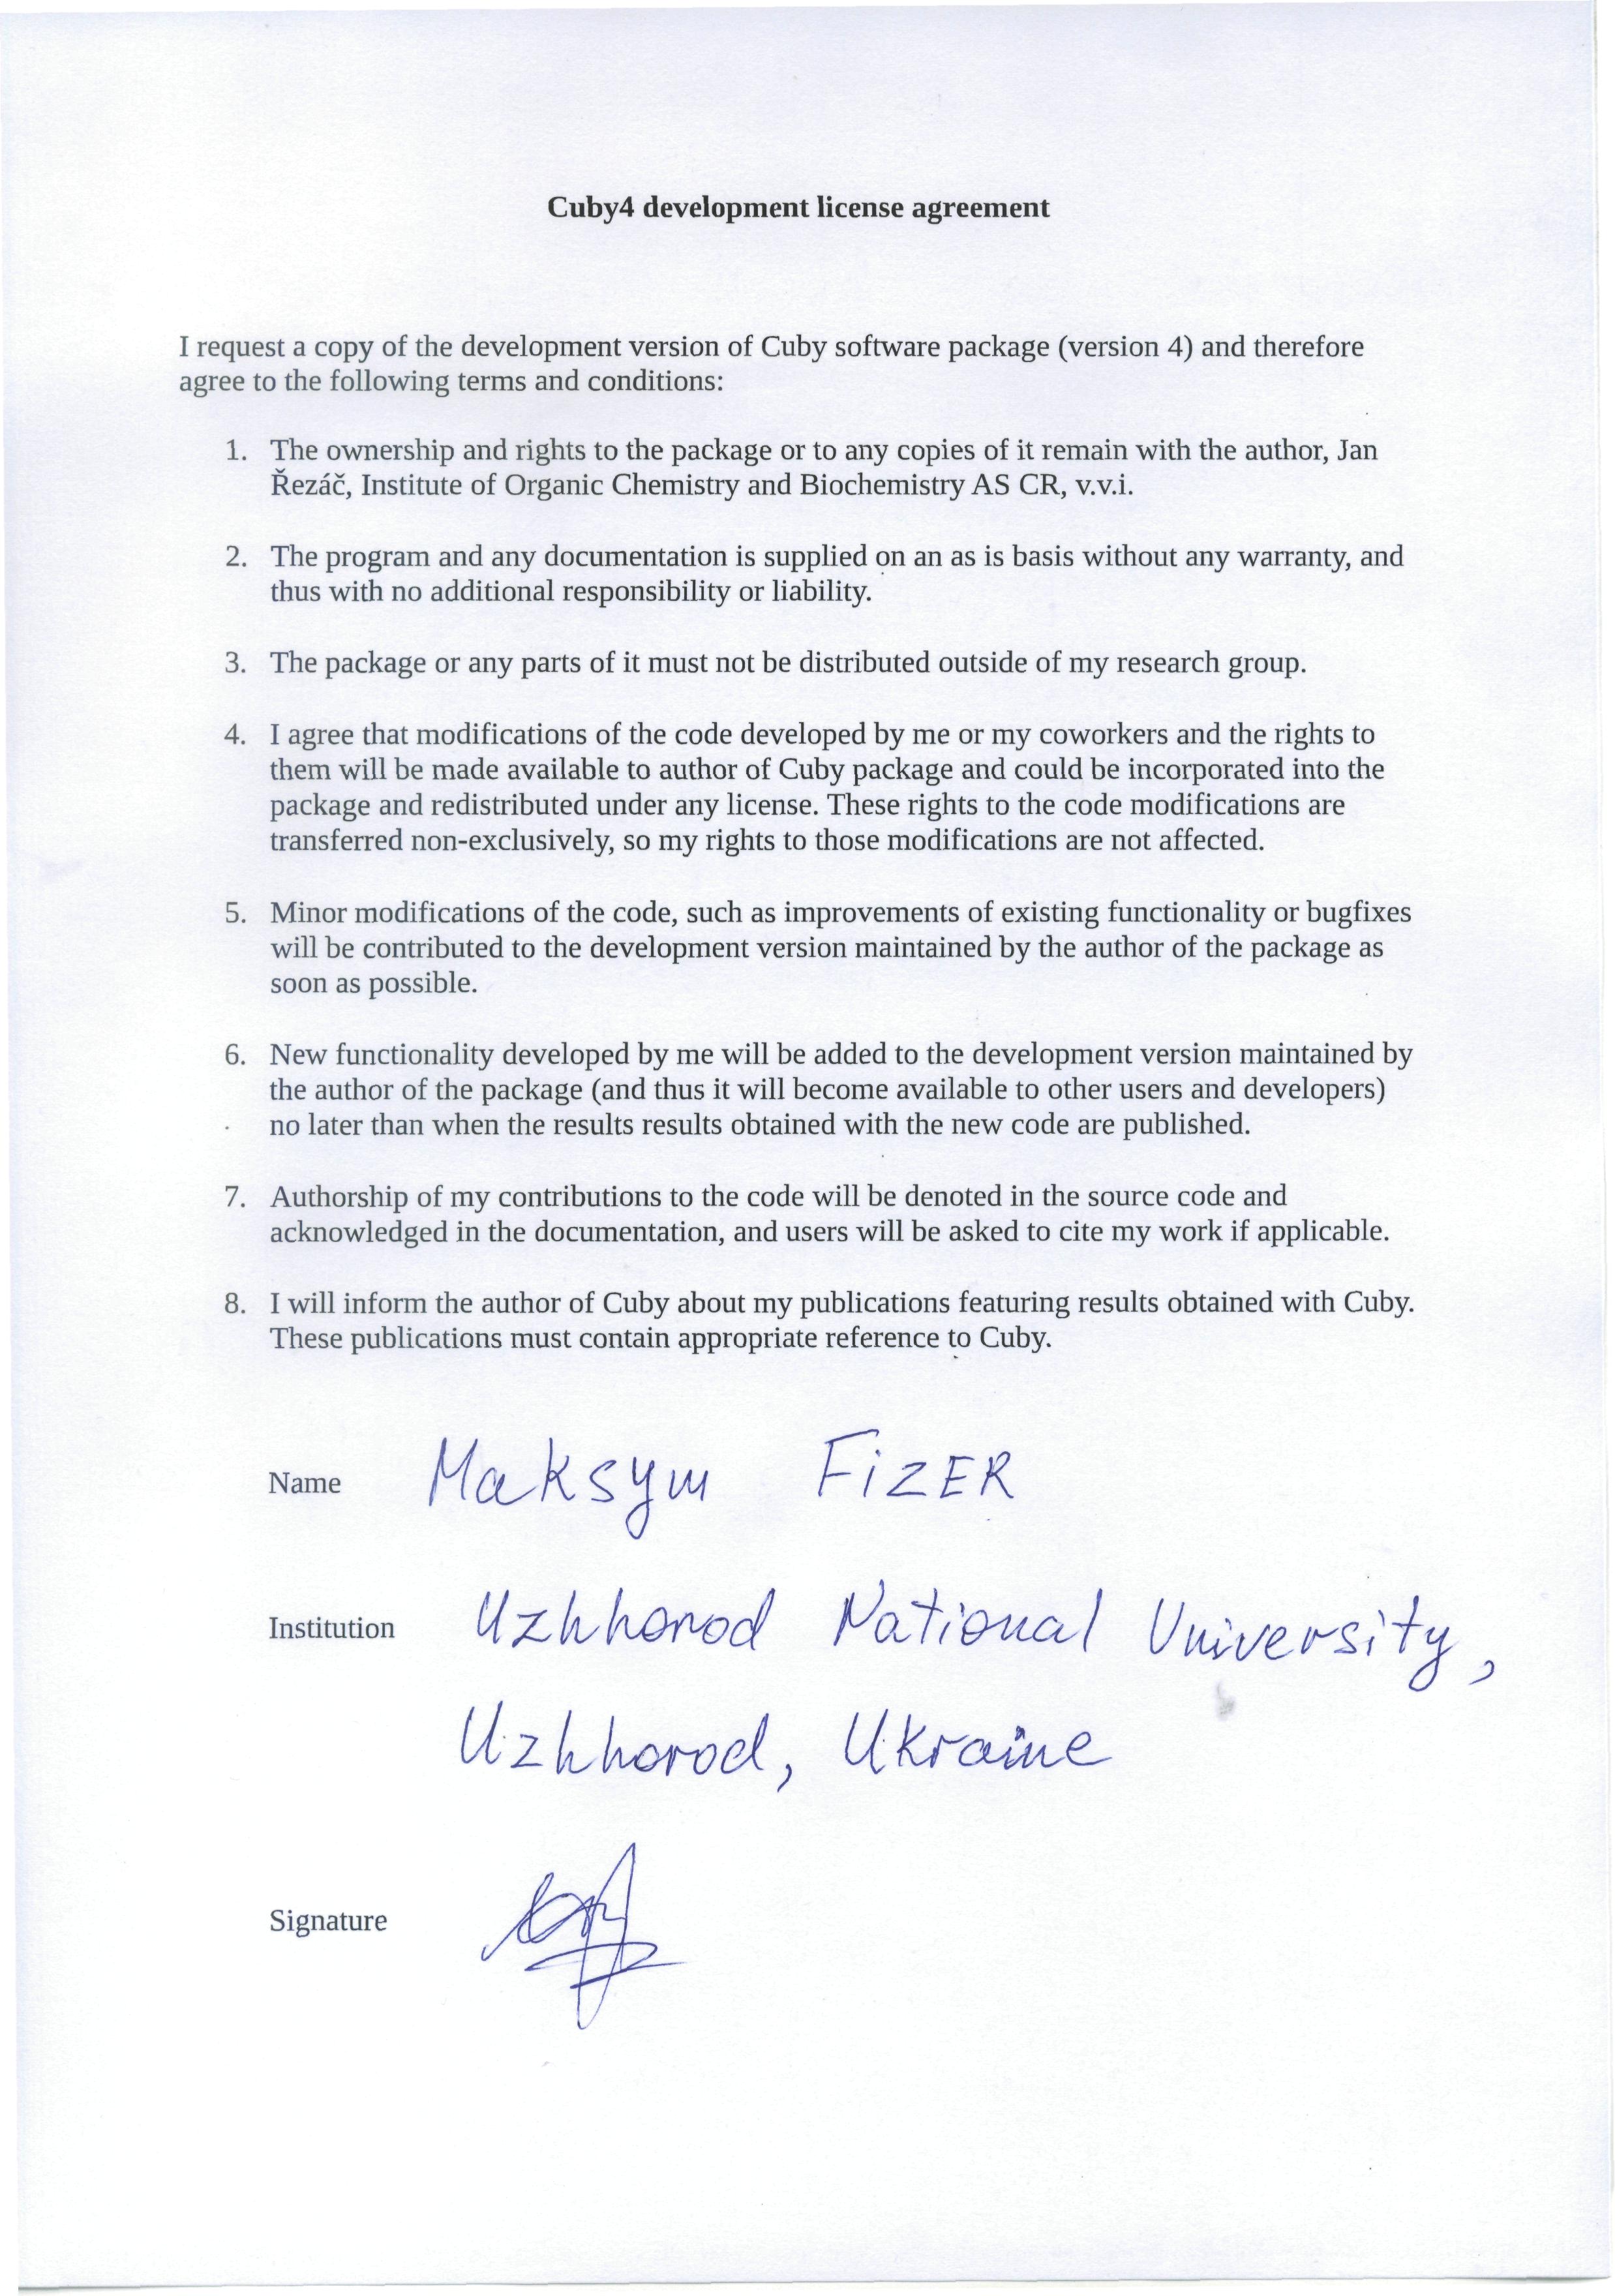 Cuby4 development license agreement
I request a copy of the development version of Cuby software package (version 4) and therefore
agree to the following terms and conditions:
1. The ownership and rights to the package or to any copies of it remain with the author, Jan
Řezáč, Institute of Organic Chemistry and Biochemistry AS CR, v.v.i.
2. The program and any documentation is supplied on an as is basis without any warranty, and
thus with no additional responsibility or liability.
3. The package or any parts of it must not be distributed outside of my research group.
4. I agree that modifications of the code developed by me or my coworkers and the rights to
them will be made available to author of Cuby package and could be incorporated into the
package and redistributed under any license. These rights to the code modifications are
transferred non-exclusively, so my rights to those modifications are not affected.
5. Minor modifications of the code, such as improvements of existing functionality or bugfixes
will be contributed to the development version maintained by the author of the package as
soon as possible.
6. New functionality developed by me will be added to the development version maintained by
the author of the package (and thus it will become available to other users and developers)
no later than when the results results obtained with the new code are published.
7. Authorship of my contributions to the code will be denoted in the source code and
acknowledged in the documentation, and users will be asked to cite my work if applicable.
8. I will inform the author of Cuby about my publications featuring results obtained with Cuby.
These publications must contain appropriate reference to Cuby.
Name Maksym FiZER
Institution Uzhhorod National University,
Uzhhorod, Ukraine
Signature